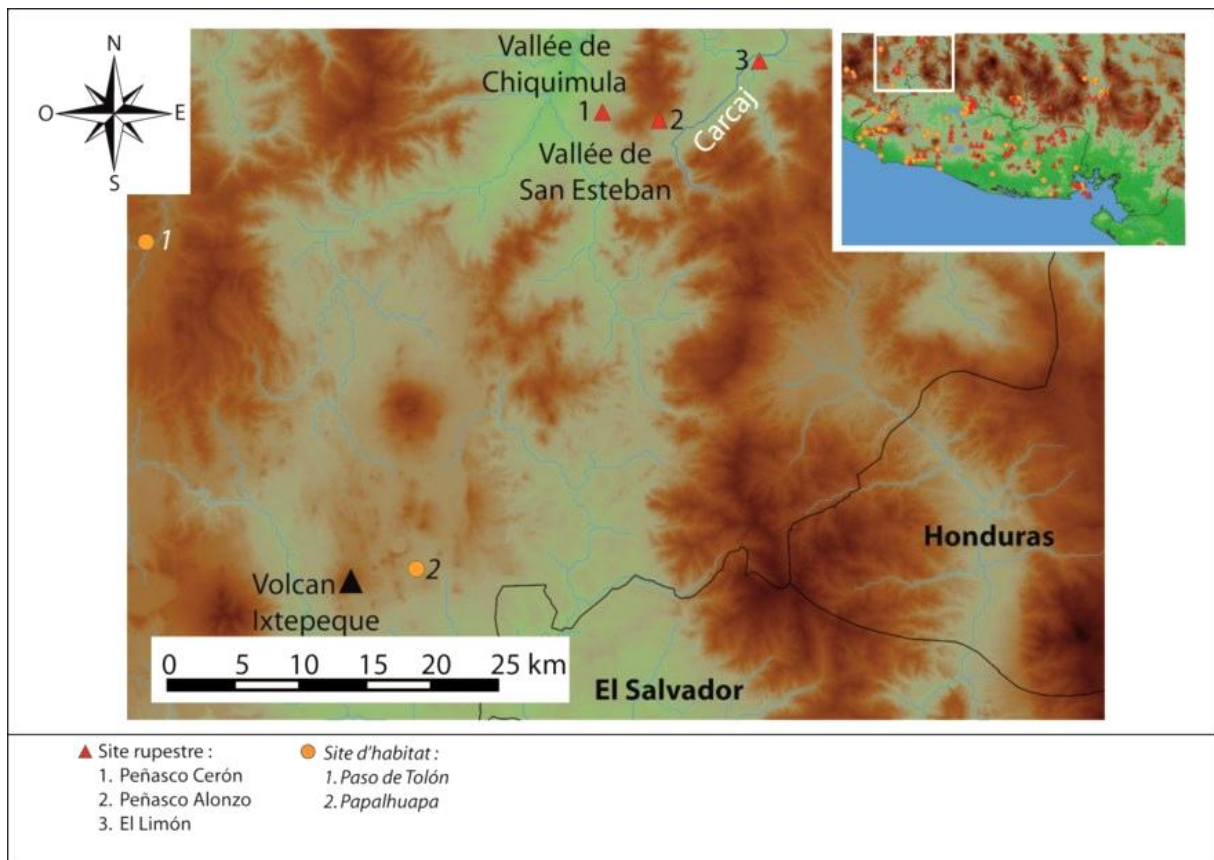 N
O
E
S
Vallée de
Chiquimula
3
1
2
Carcaj
Vallée de
San Esteban
1
Honduras
2
Volcan
Ixtepeque
0 5 10 15 20 25 km
El Salvador
Site rupestre :
1. Peñasco Cerón
2. Peñasco Alonzo
3. El Limón
Site d'habitat :
1. Paso de Tolón
2. Papalhuapa